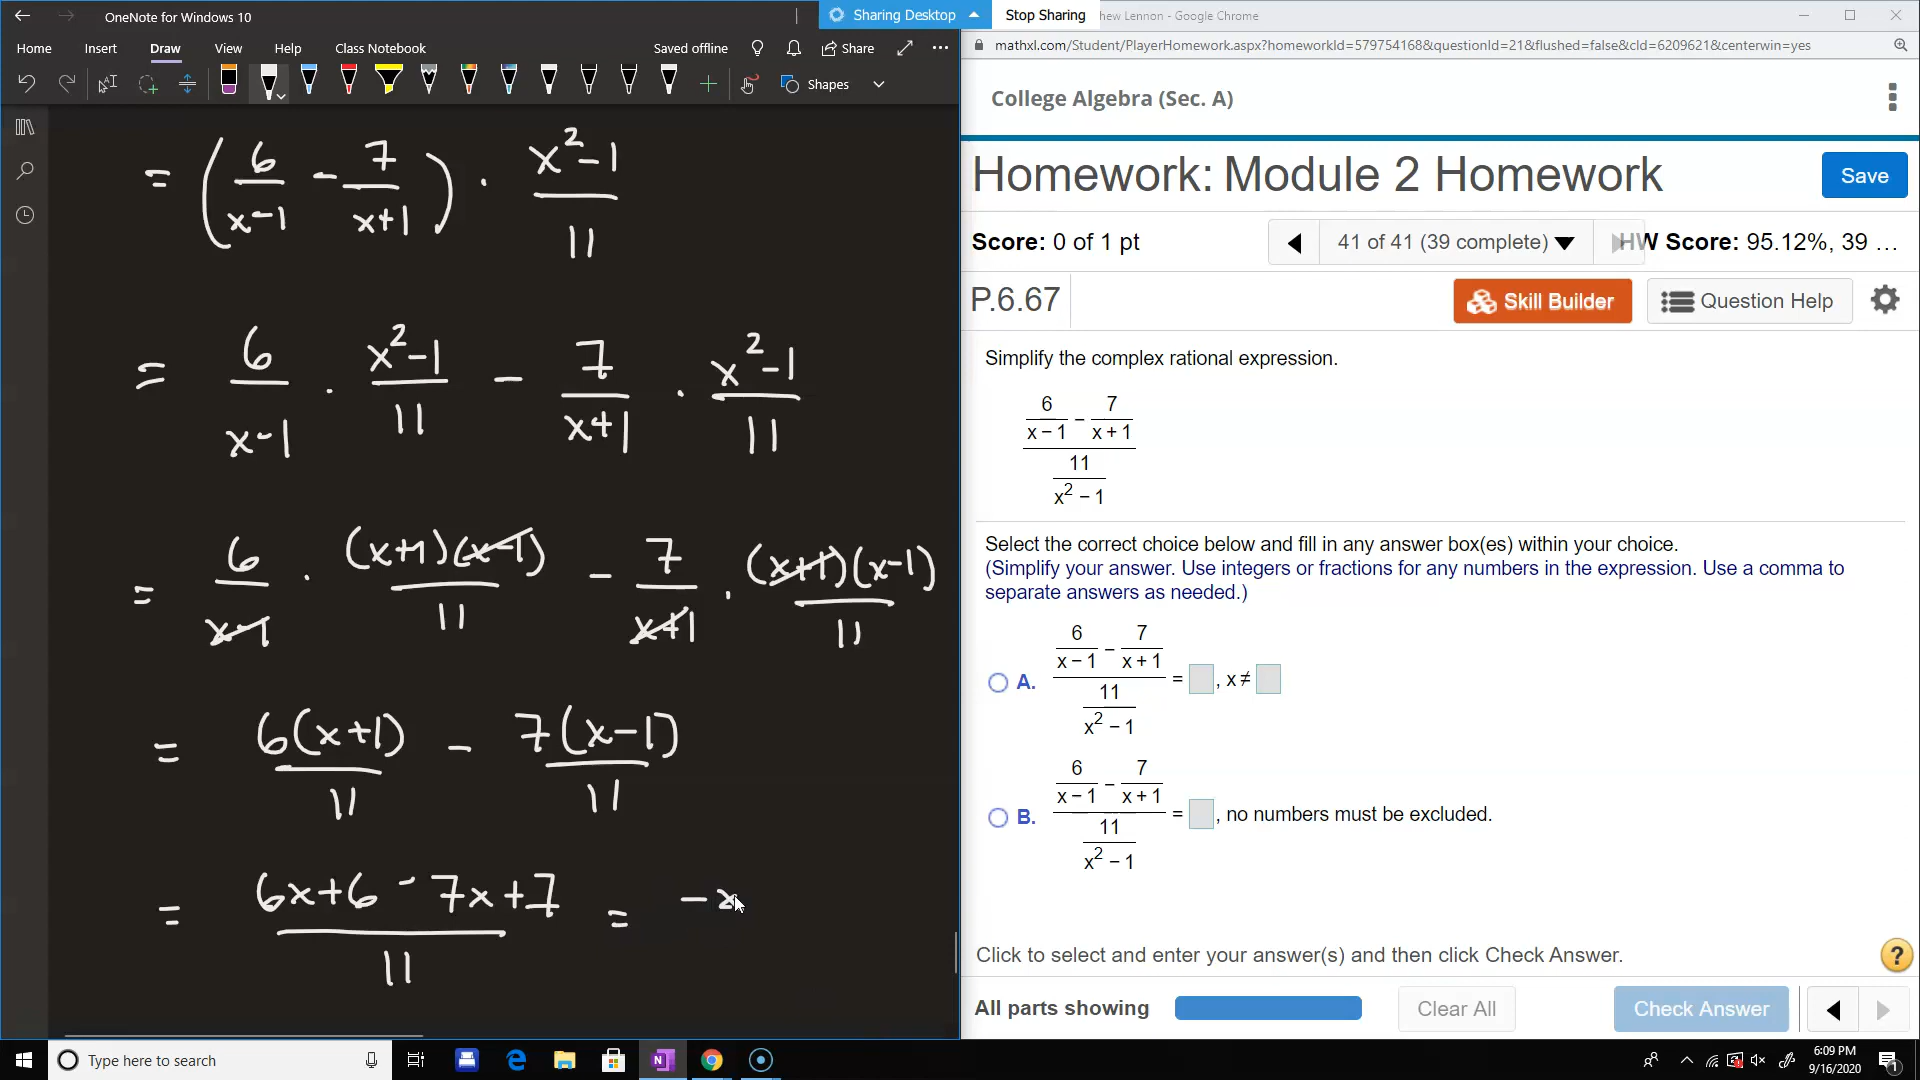 OneNote for Windows 10
Sharing Desktop Stop Sharing hew Lennon - Google Chrome
Home Insert Draw View Help Class Notebook Saved offline Share
mathxl.com/Student/PlayerHomework.aspx?homeworkId=579754168&questionId=21&flushed=false&cId=6209621&centerwin=yes
Shapes
= (6/(x-1) - 7/(x+1)) · (x²-1)/11
= 6/(x-1) · (x²-1)/11 - 7/(x+1) · (x²-1)/11
= 6/(x-1) · (x+1)(x-1)/11 - 7/(x+1) · (x+1)(x-1)/11
= 6(x+1)/11 - 7(x-1)/11
= (6x+6-7x+7)/11 = -x
College Algebra (Sec. A)
Homework: Module 2 Homework Save
Score: 0 of 1 pt 41 of 41 (39 complete) HW Score: 95.12%, 39 ...
P.6.67 Skill Builder Question Help
Simplify the complex rational expression.
6 7
x − 1 − x + 1
11
x² − 1
Select the correct choice below and fill in any answer box(es) within your choice.
(Simplify your answer. Use integers or fractions for any numbers in the expression. Use a comma to
separate answers as needed.)
6 7
x − 1 − x + 1
A. = , x ≠
11
x² − 1
6 7
x − 1 − x + 1
B. = , no numbers must be excluded.
11
x² − 1
Click to select and enter your answer(s) and then click Check Answer.
?
All parts showing Clear All Check Answer
Type here to search
6:09 PM
9/16/2020
1